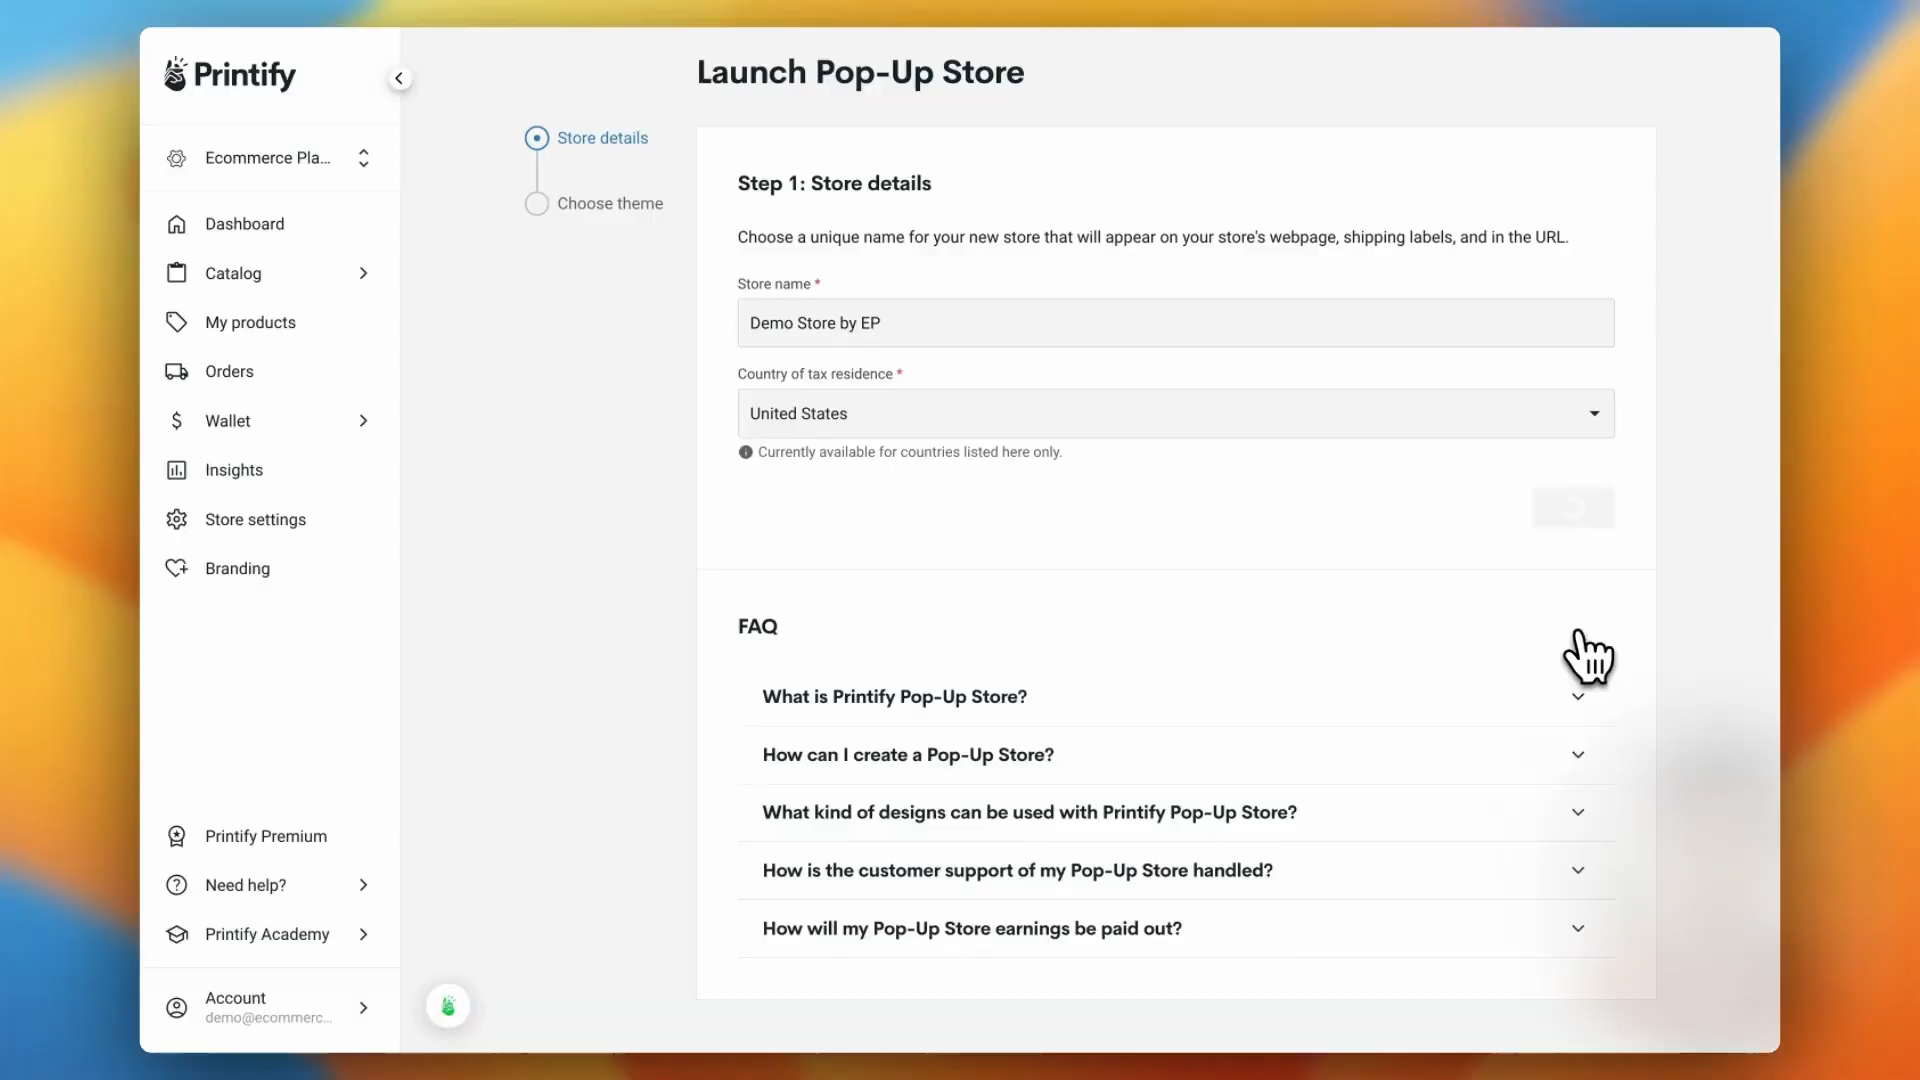 Printify
Ecommerce Pla...
Dashboard
Catalog
My products
Orders
Wallet
Insights
Store settings
Branding
Printify Premium
Need help?
Printify Academy
Account
demo@ecommerc...
Launch Pop-Up Store
Store details
Choose theme
Step 1: Store details
Choose a unique name for your new store that will appear on your store's webpage, shipping labels, and in the URL.
Store name *
Demo Store by EP
Country of tax residence *
United States
Currently available for countries listed here only.
FAQ
What is Printify Pop-Up Store?
How can I create a Pop-Up Store?
What kind of designs can be used with Printify Pop-Up Store?
How is the customer support of my Pop-Up Store handled?
How will my Pop-Up Store earnings be paid out?